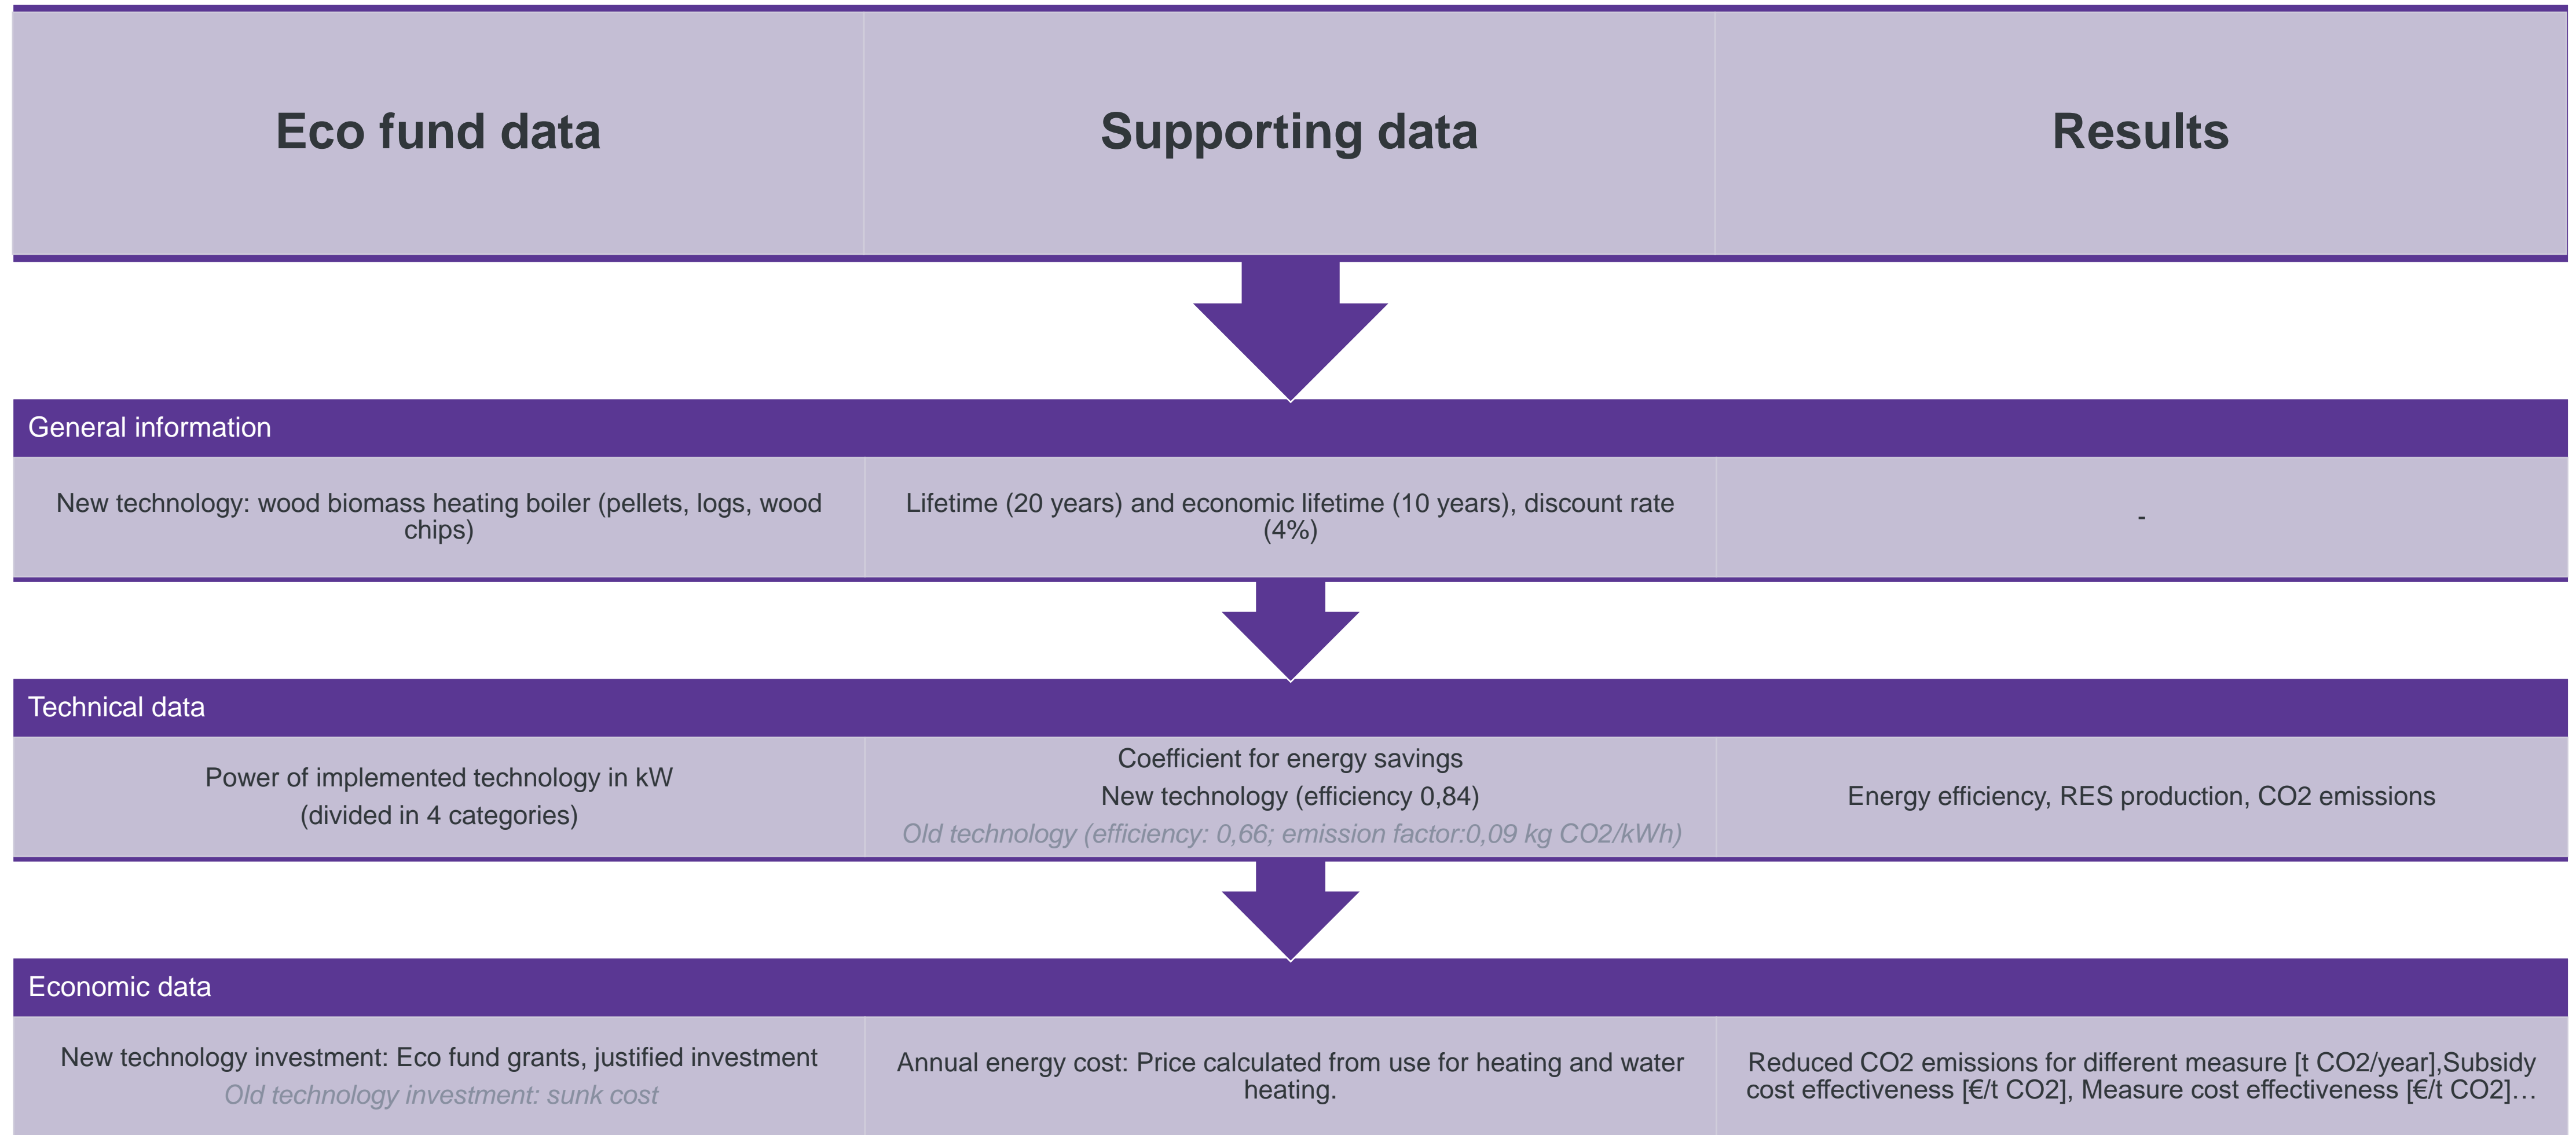 Eco fund data
Supporting data
Results
General information
New technology: wood biomass heating boiler (pellets, logs, wood
chips)
Lifetime (20 years) and economic lifetime (10 years), discount rate
(4%)
-
Technical data
Power of implemented technology in kW
(divided in 4 categories)
Coefficient for energy savings
New technology (efficiency 0,84)
Old technology (efficiency: 0,66; emission factor:0,09 kg CO2/kWh)
Energy efficiency, RES production, CO2 emissions
Economic data
New technology investment: Eco fund grants, justified investment
Old technology investment: sunk cost
Annual energy cost: Price calculated from use for heating and water
heating.
Reduced CO2 emissions for different measure [t CO2/year],Subsidy
cost effectiveness [€/t CO2], Measure cost effectiveness [€/t CO2]…